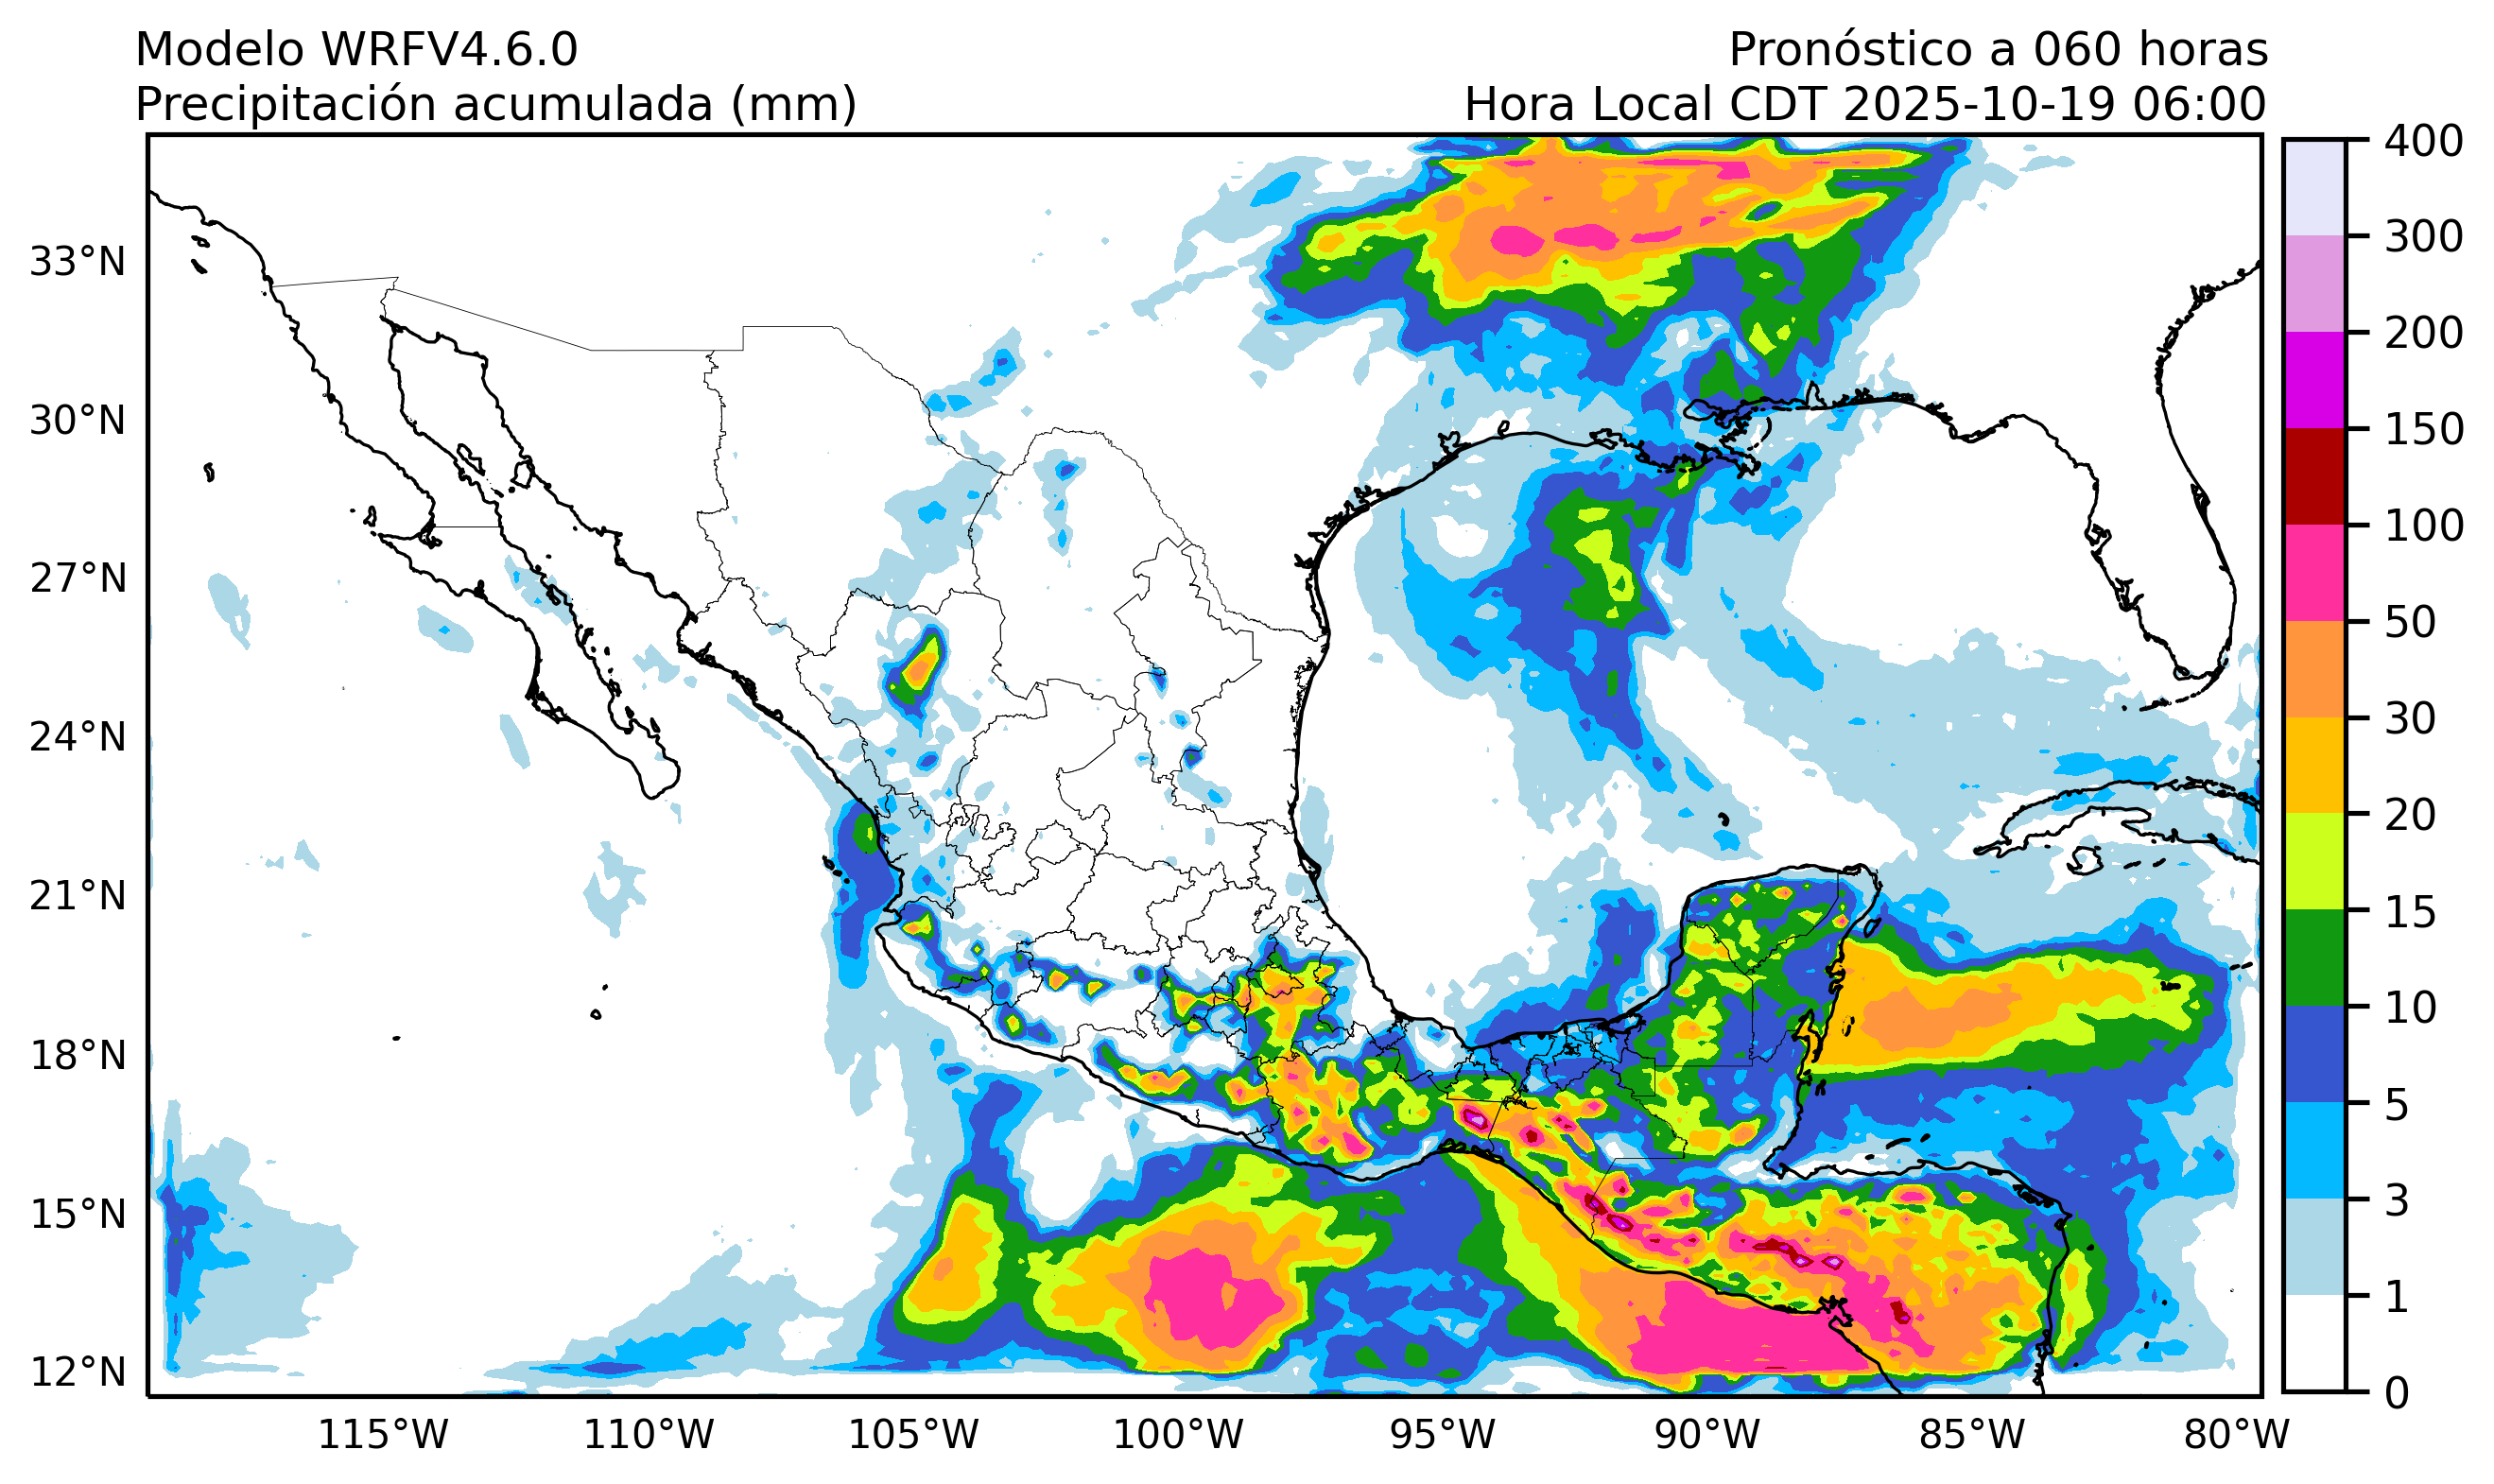 Modelo WRFV4.6.0
Pronóstico a 060 horas
Precipitación acumulada (mm)
Hora Local CDT 2025-10-19 06:00
33°N
30°N
27°N
24°N
21°N
18°N
15°N
12°N
115°W
110°W
105°W
100°W
95°W
90°W
85°W
80°W
400
300
200
150
100
50
30
20
15
10
5
3
1
0